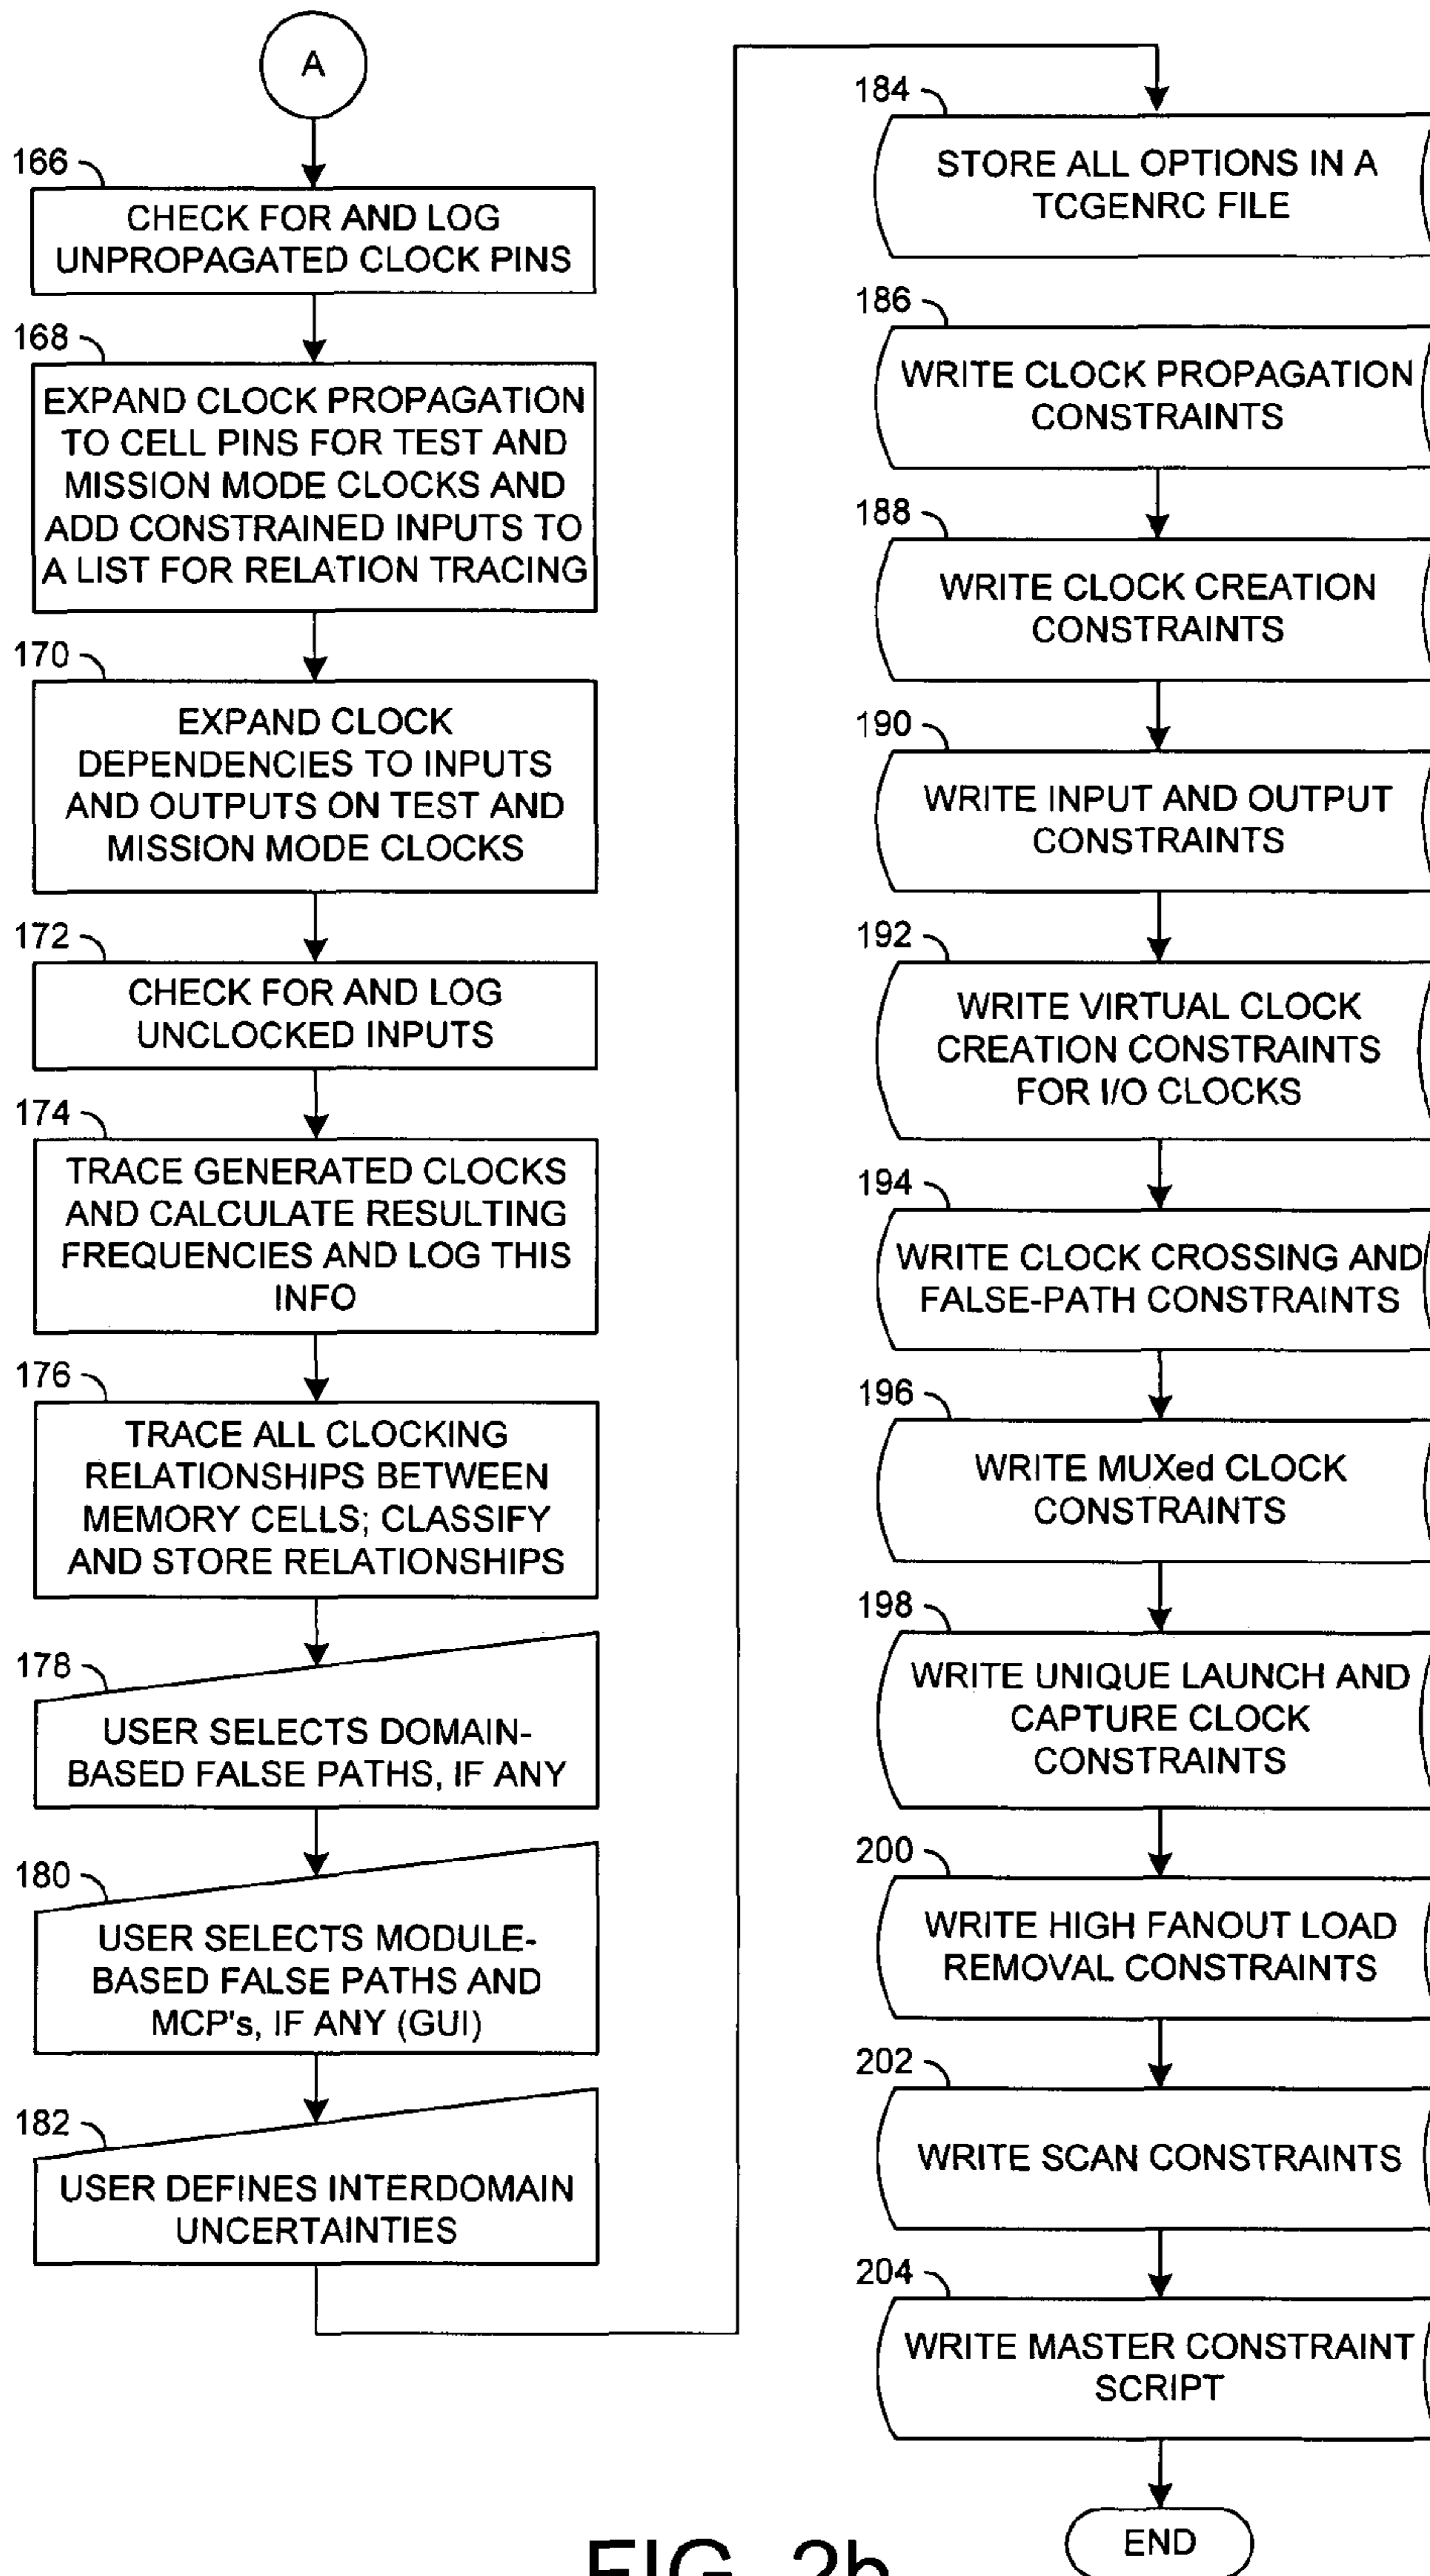 A
166
CHECK FOR AND LOG
UNPROPAGATED CLOCK PINS
168
EXPAND CLOCK PROPAGATION
TO CELL PINS FOR TEST AND
MISSION MODE CLOCKS AND
ADD CONSTRAINED INPUTS TO
A LIST FOR RELATION TRACING
170
EXPAND CLOCK
DEPENDENCIES TO INPUTS
AND OUTPUTS ON TEST AND
MISSION MODE CLOCKS
172
CHECK FOR AND LOG
UNCLOCKED INPUTS
174
TRACE GENERATED CLOCKS
AND CALCULATE RESULTING
FREQUENCIES AND LOG THIS
INFO
176
TRACE ALL CLOCKING
RELATIONSHIPS BETWEEN
MEMORY CELLS; CLASSIFY
AND STORE RELATIONSHIPS
178
USER SELECTS DOMAIN-
BASED FALSE PATHS, IF ANY
180
USER SELECTS MODULE-
BASED FALSE PATHS AND
MCP's, IF ANY (GUI)
182
USER DEFINES INTERDOMAIN
UNCERTAINTIES
184
STORE ALL OPTIONS IN A
TCGENRC FILE
186
WRITE CLOCK PROPAGATION
CONSTRAINTS
188
WRITE CLOCK CREATION
CONSTRAINTS
190
WRITE INPUT AND OUTPUT
CONSTRAINTS
192
WRITE VIRTUAL CLOCK
CREATION CONSTRAINTS
FOR I/O CLOCKS
194
WRITE CLOCK CROSSING AND
FALSE-PATH CONSTRAINTS
196
WRITE MUXed CLOCK
CONSTRAINTS
198
WRITE UNIQUE LAUNCH AND
CAPTURE CLOCK
CONSTRAINTS
200
WRITE HIGH FANOUT LOAD
REMOVAL CONSTRAINTS
202
WRITE SCAN CONSTRAINTS
204
WRITE MASTER CONSTRAINT
SCRIPT
END
FIG. 2b